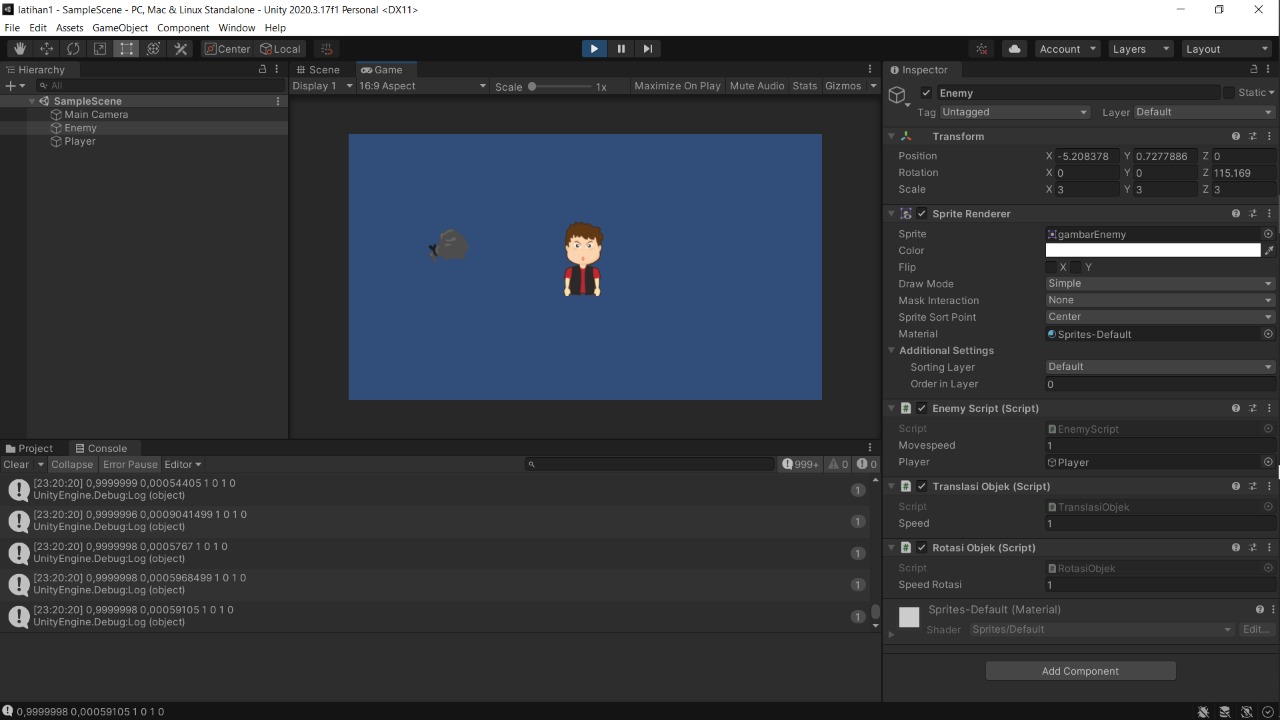 latihan1 - SampleScene - PC, Mac & Linux Standalone - Unity 2020.3.17f1 Personal <DX11>
File Edit Assets GameObject Component Window Help
Center Local
Account Layers Layout
Hierarchy
All
SampleScene
Main Camera
Enemy
Player
Scene Game
Display 1 16:9 Aspect Scale 1x Maximize On Play Mute Audio Stats Gizmos
Project Console
Clear Collapse Error Pause Editor 999+ 0 0
[23:20:20] 0,9999999 0,00054405 1 0 1 0
UnityEngine.Debug:Log (object)
1
[23:20:20] 0,9999996 0,0009041499 1 0 1 0
UnityEngine.Debug:Log (object)
1
[23:20:20] 0,9999998 0,0005767 1 0 1 0
UnityEngine.Debug:Log (object)
1
[23:20:20] 0,9999998 0,0005968499 1 0 1 0
UnityEngine.Debug:Log (object)
1
[23:20:20] 0,9999998 0,00059105 1 0 1 0
UnityEngine.Debug:Log (object)
1
Inspector
Enemy Static
Tag Untagged Layer Default
Transform
Position X -5.208378 Y 0.7277886 Z 0
Rotation X 0 Y 0 Z 115.169
Scale X 3 Y 3 Z 3
Sprite Renderer
Sprite gambarEnemy
Color
Flip X Y
Draw Mode Simple
Mask Interaction None
Sprite Sort Point Center
Material Sprites-Default
Additional Settings
Sorting Layer Default
Order in Layer 0
Enemy Script (Script)
Script EnemyScript
Movespeed 1
Player Player
Translasi Objek (Script)
Script TranslasiObjek
Speed 1
Rotasi Objek (Script)
Script RotasiObjek
Speed Rotasi 1
Sprites-Default (Material)
Shader Sprites/Default Edit...
Add Component
0,9999998 0,00059105 1 0 1 0